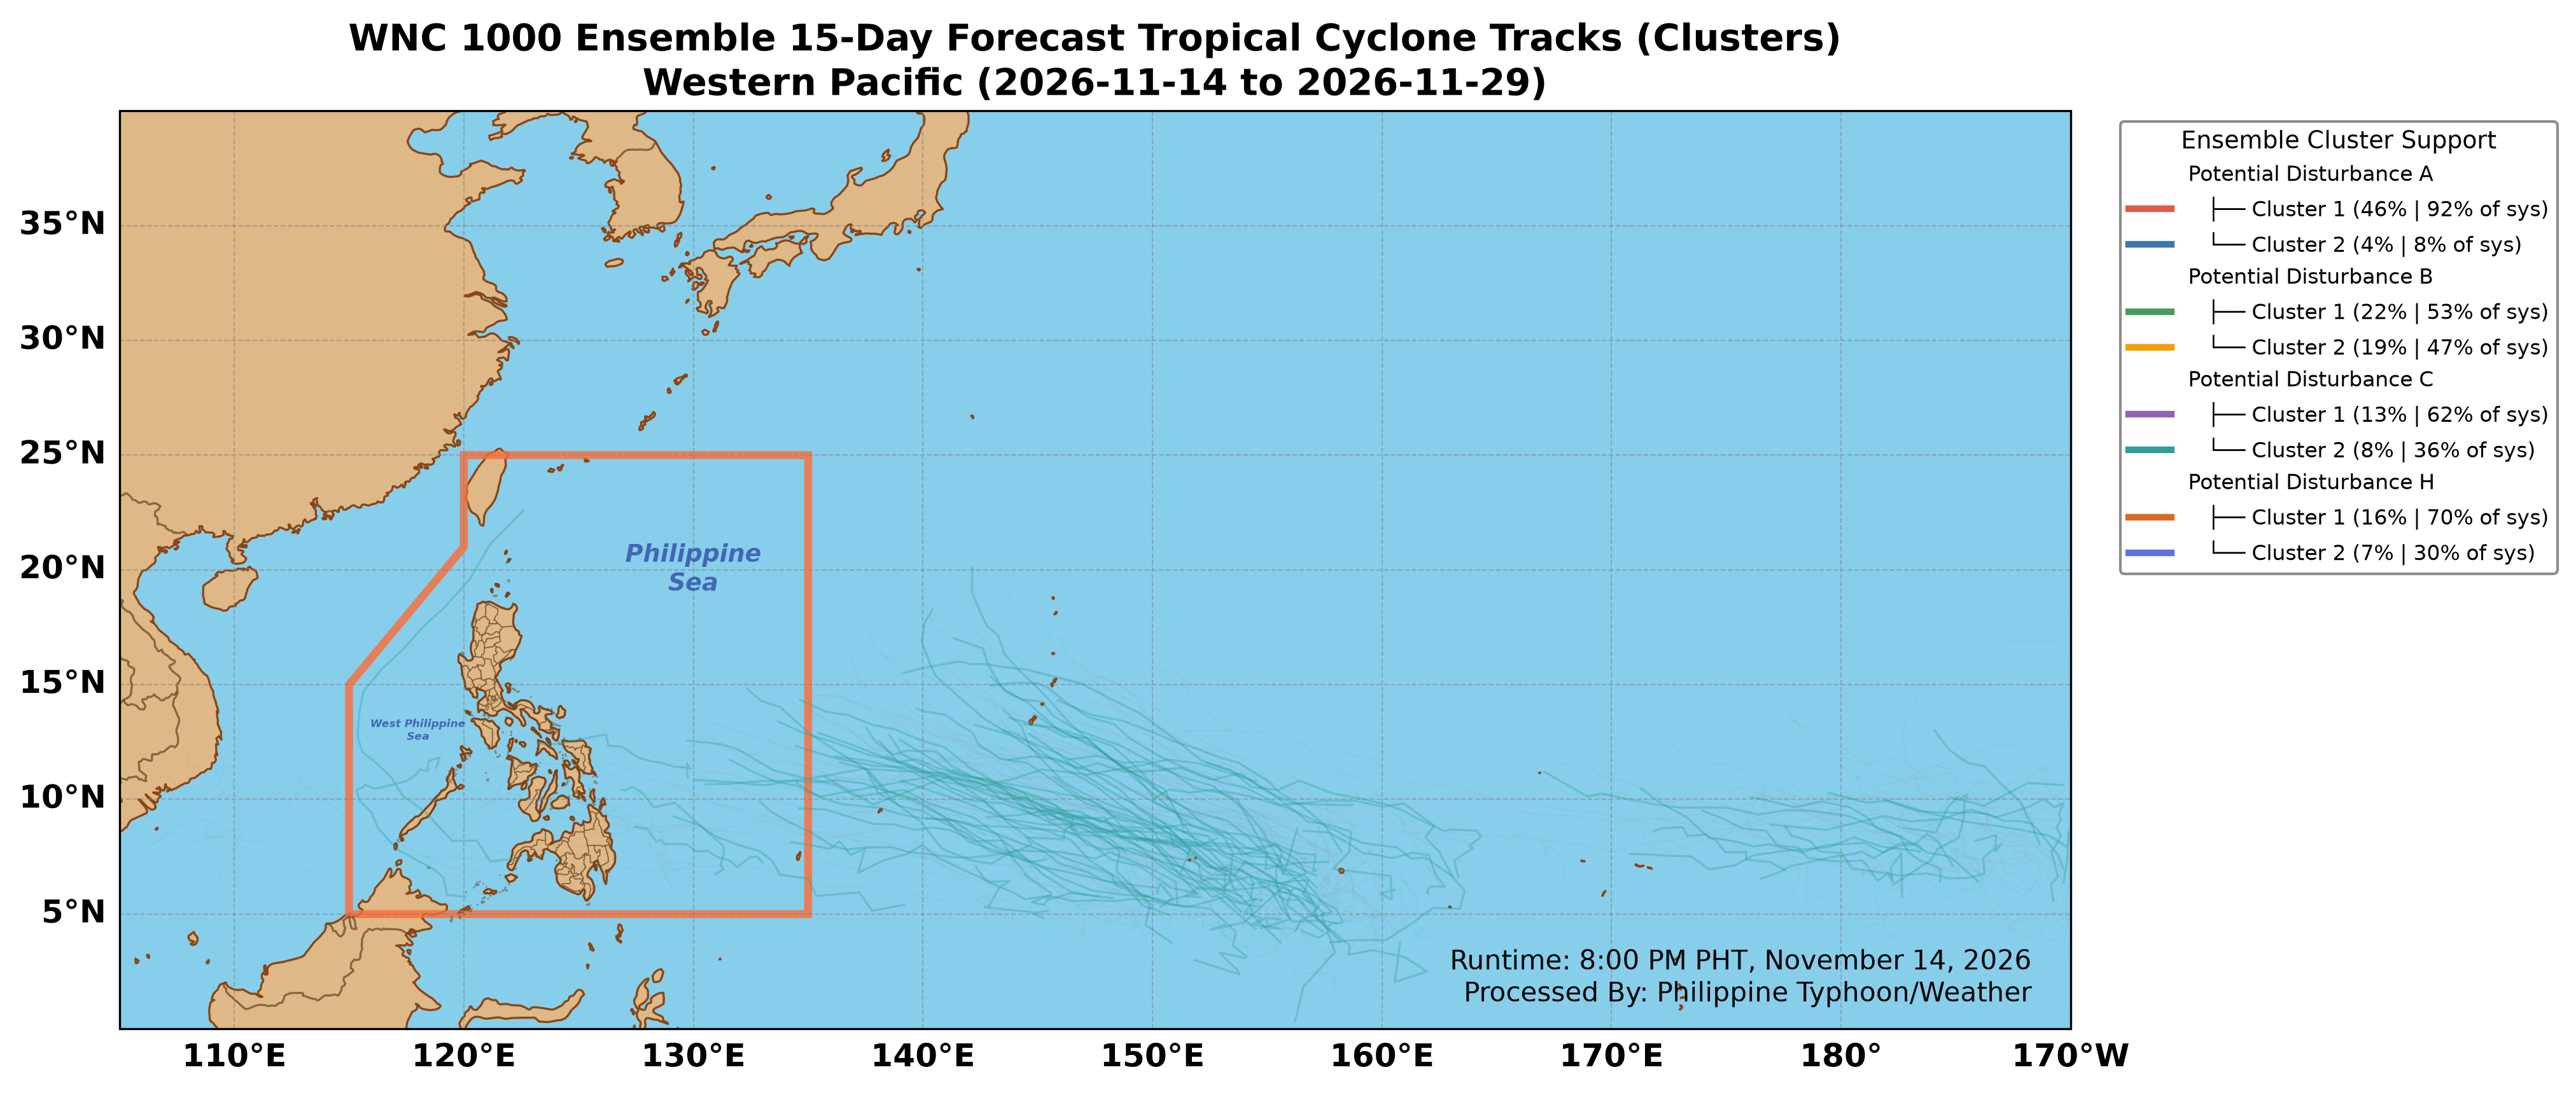 WNC 1000 Ensemble 15-Day Forecast Tropical Cyclone Tracks (Clusters)
Western Pacific (2026-11-14 to 2026-11-29)
Ensemble Cluster Support
Potential Disturbance A
├── Cluster 1 (46% | 92% of sys)
└── Cluster 2 (4% | 8% of sys)
Potential Disturbance B
├── Cluster 1 (22% | 53% of sys)
└── Cluster 2 (19% | 47% of sys)
Potential Disturbance C
├── Cluster 1 (13% | 62% of sys)
└── Cluster 2 (8% | 36% of sys)
Potential Disturbance H
├── Cluster 1 (16% | 70% of sys)
└── Cluster 2 (7% | 30% of sys)
35°N
30°N
25°N
20°N
15°N
10°N
5°N
Philippine
Sea
West Philippine
Sea
Runtime: 8:00 PM PHT, November 14, 2026
Processed By: Philippine Typhoon/Weather
110°E
120°E
130°E
140°E
150°E
160°E
170°E
180°
170°W